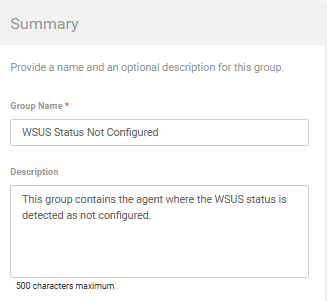 Summary
Provide a name and an optional description for this group.
Group Name *
WSUS Status Not Configured
Description
This group contains the agent where the WSUS status is
detected as not configured.
500 characters maximum